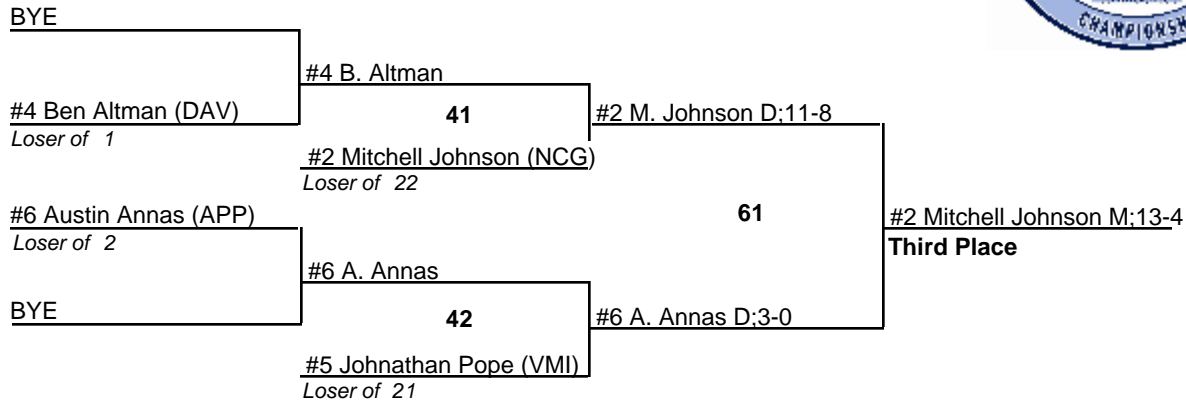 BYE
CHAMPIONSH
#4 B. Altman
#4 Ben Altman (DAV)
Loser of 1
41
#2 M. Johnson D;11-8
#2 Mitchell Johnson (NCG)
Loser of 22
#6 Austin Annas (APP)
Loser of 2
61
#2 Mitchell Johnson M;13-4
Third Place
#6 A. Annas
BYE
42
#6 A. Annas D;3-0
#5 Johnathan Pope (VMI)
Loser of 21